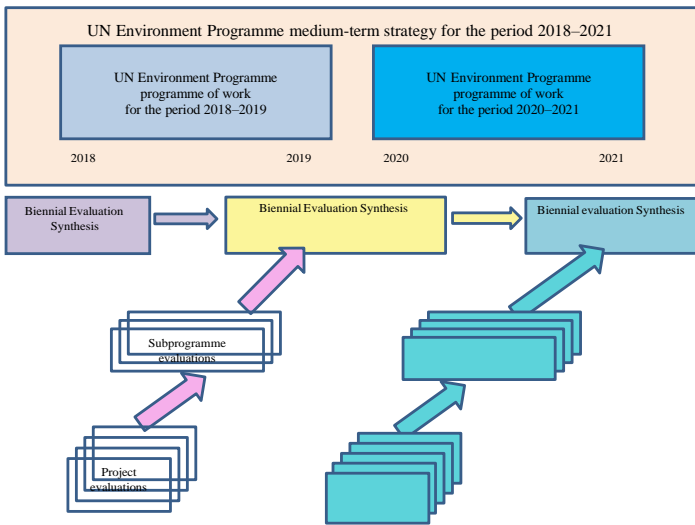 UN Environment Programme medium-term strategy for the period 2018–2021
UN Environment Programme
programme of work
for the period 2018–2019
UN Environment Programme
programme of work
for the period 2020–2021
2018
2019
2020
2021
Biennial Evaluation
Synthesis
Biennial Evaluation Synthesis
Biennial evaluation Synthesis
Subprogramme
evaluations
Project
evaluations